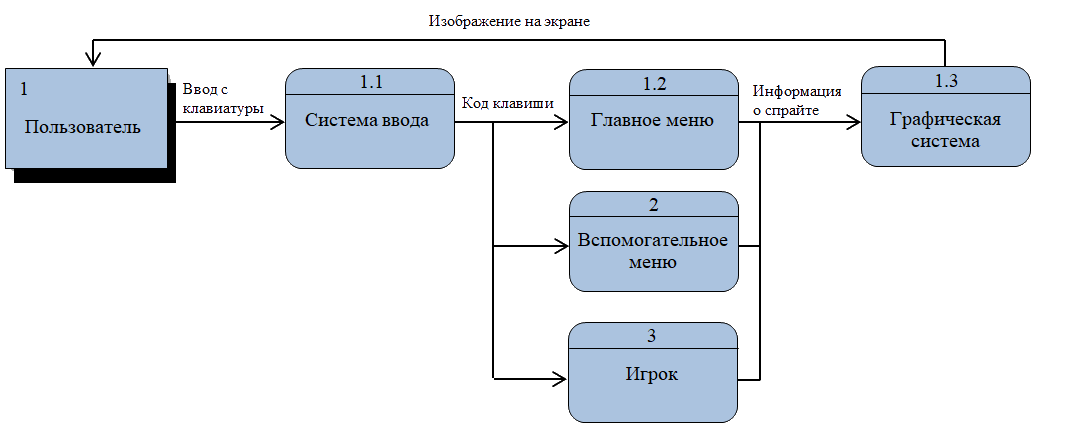 Изображение на экране
1
Пользователь
Ввод с
клавиатуры
1.1
Система ввода
Код клавиши
1.2
Главное меню
Информация
о спрайте
1.3
Графическая
система
2
Вспомогательное
меню
3
Игрок